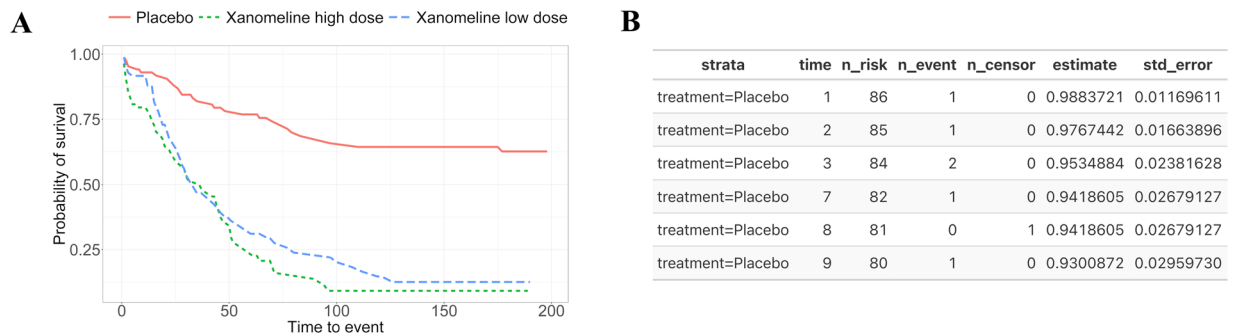 A
Placebo Xanomeline high dose Xanomeline low dose
Probability of surival
1.00
0.75
0.50
0.25
0 50 100 150 200
Time to event
B
strata time n_risk n_event n_censor estimate std_error
treatment=Placebo 1 86 1 0 0.9883721 0.01169611
treatment=Placebo 2 85 1 0 0.9767442 0.01663896
treatment=Placebo 3 84 2 0 0.9534884 0.02381628
treatment=Placebo 7 82 1 0 0.9418605 0.02679127
treatment=Placebo 8 81 0 1 0.9418605 0.02679127
treatment=Placebo 9 80 1 0 0.9300872 0.02959730